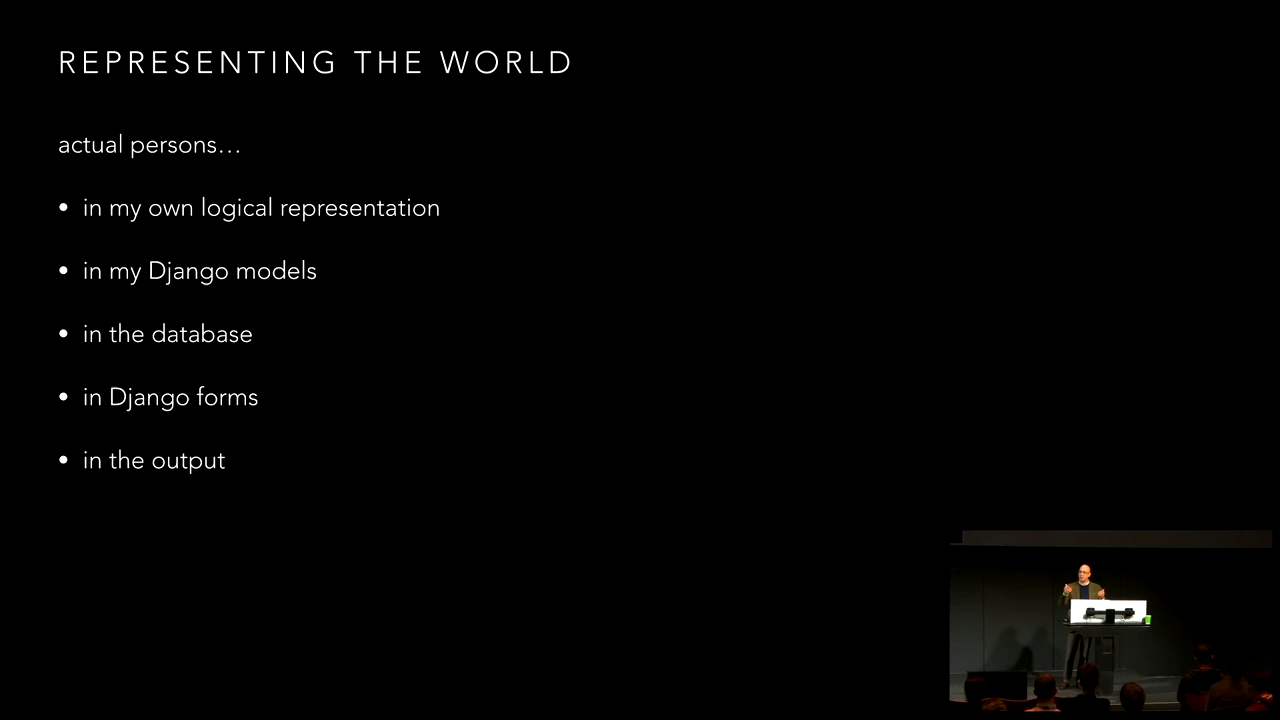 REPRESENTING THE WORLD
actual persons…
• in my own logical representation
• in my Django models
• in the database
• in Django forms
• in the output